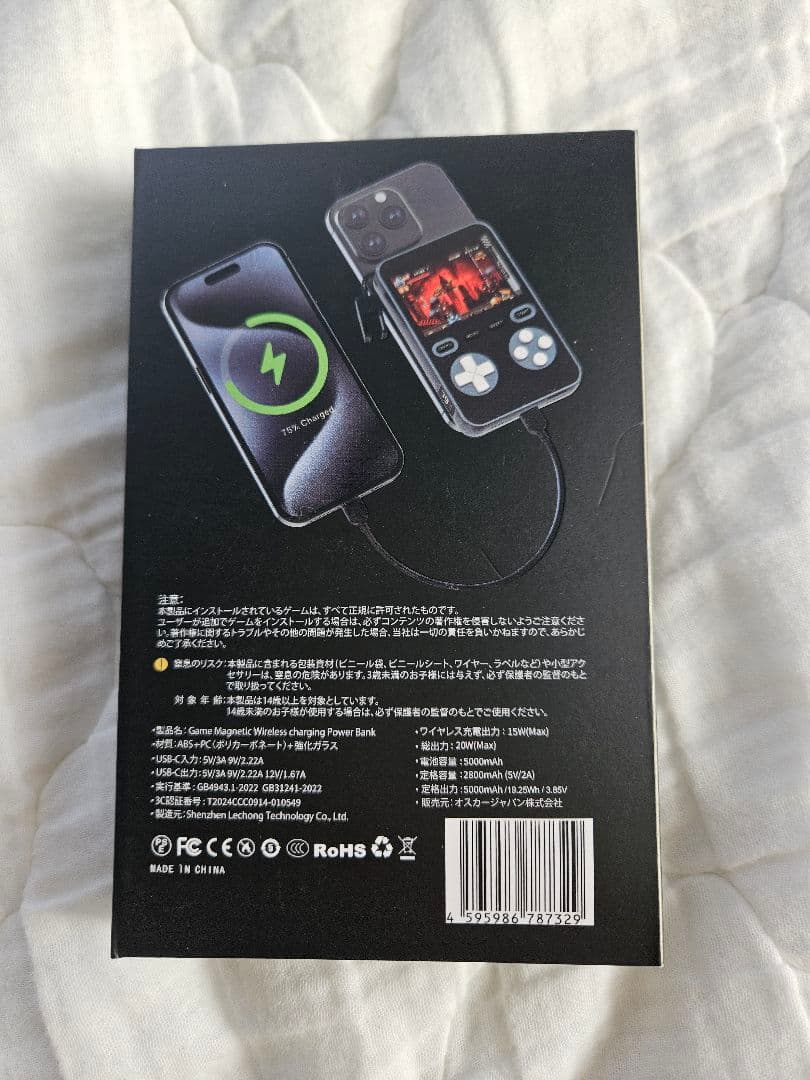 75% Charged
注意:
本製品にインストールされているゲームは、すべて正規に許可されたものです。
ユーザーが追加でゲームをインストールする場合は、必ずコンテンツの著作権を侵害しないようご注意ください。著作権に関するトラブルやその他の問題が発生した場合、当社は一切の責任を負いかねますので、あらかじめご了承ください。
窒息のリスク:本製品に含まれる包装資材(ビニール袋、ビニールシート、ワイヤー、ラベルなど)や小型アクセサリーは、窒息の危険があります。3歳未満のお子様には与えず、必ず保護者の監督のもとで取り扱ってください。
対象年齢:本製品は14歳以上を対象としています。
14歳未満のお子様が使用する場合は、必ず保護者の監督のもとでご使用ください。
・製品名: Game Magnetic Wireless charging Power Bank
・材質: ABS+PC(ポリカーボネート)+強化ガラス
・USB-C入力: 5V/3A 9V/2.22A
・USB-C出力: 5V/3A 9V/2.22A 12V/1.67A
・実行基準: GB4943.1-2022 GB31241-2022
・3C認証番号: T2024CCC0914-010549
・製造元: Shenzhen Lechong Technology Co., Ltd.
・ワイヤレス充電出力: 15W(Max)
・総出力: 20W(Max)
・電池容量: 5000mAh
・定格容量: 2800mAh (5V/2A)
・定格出力: 5000mAh / 19.25Wh / 3.85V
・販売元: オスカージャパン株式会社
PSE FC CE CCC RoHS
MADE IN CHINA
4 595986 787329